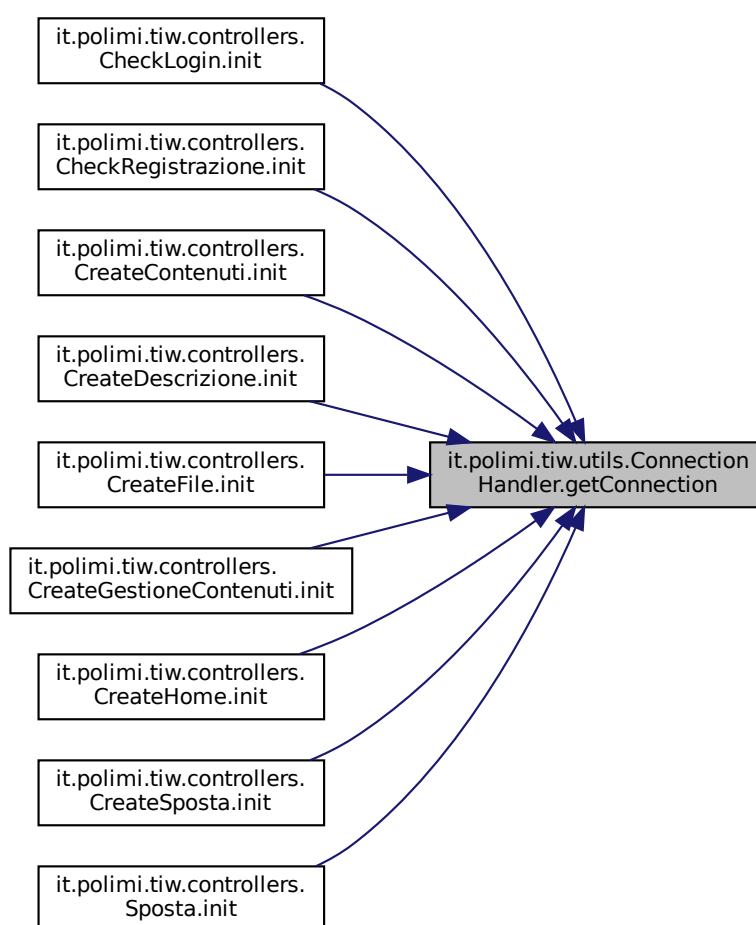 it.polimi.tiw.controllers.
CheckLogin.init
it.polimi.tiw.controllers.
CheckRegistrazione.init
it.polimi.tiw.controllers.
CreateContenuti.init
it.polimi.tiw.controllers.
CreateDescrizione.init
it.polimi.tiw.controllers.
CreateFile.init
it.polimi.tiw.utils.Connection
Handler.getConnection
it.polimi.tiw.controllers.
CreateGestioneContenuti.init
it.polimi.tiw.controllers.
CreateHome.init
it.polimi.tiw.controllers.
CreateSposta.init
it.polimi.tiw.controllers.
Sposta.init